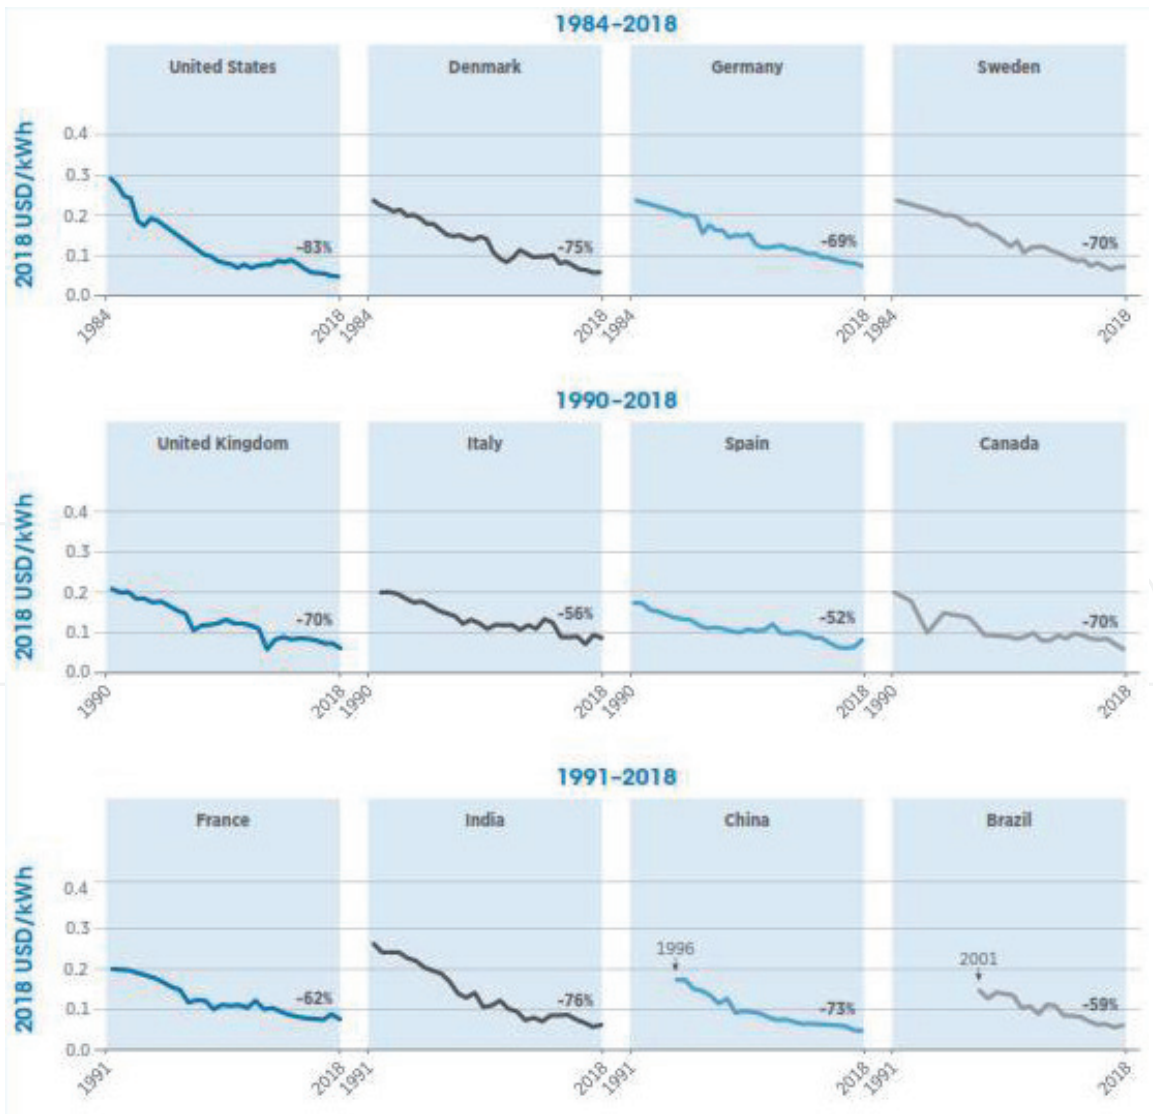 1984–2018
United States Denmark Germany Sweden
2018 USD/kWh
0.4
0.3
0.2
0.1
0.0
-83% -75% -69% -70%
1984 2018 1984 2018 1984 2018 1984 2018
1990–2018
United Kingdom Italy Spain Canada
2018 USD/kWh
0.4
0.3
0.2
0.1
0.0
-70% -56% -52% -70%
1990 2018 1990 2018 1990 2018 1990 2018
1991–2018
France India China Brazil
2018 USD/kWh
0.4
0.3
0.2
0.1
0.0
1996 2001
-62% -76% -73% -59%
1991 2018 1991 2018 1991 2018 1991 2018